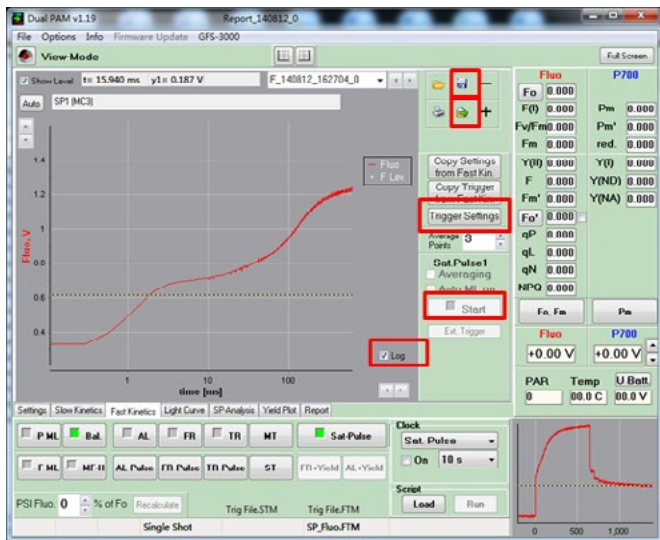 Dual PAM v1.19 Report_140812_0
File Options Info Firmware Update GFS-3000
View Mode Full Screen
Show Level t= 15.940 ms y1= 0.187 V F_140812_162704_0
Auto SP1 (MC3)
Fluo
F Lev.
Fluo, V
1.4
1.2
1
0.6
0.4
1 10 100
time [ms]
Log
Copy Settings
from Fast Kin.
Copy Trigger
from Fast Kin.
Trigger Settings
Average
Points 3
Sat.Pulse1
Averaging
Start
Ext. Trigger
Fluo P700
Fo 0.000
F(I) 0.000 Pm 0.000
Fv/Fm 0.000 Pm' 0.000
Fm 0.000 red. 0.000
Y(II) 0.000 Y(I) 0.000
F 0.000 Y(ND) 0.000
Fm' 0.000 Y(NA) 0.000
Fo' 0.000
qP 0.000
qL 0.000
qN 0.000
NPQ 0.000
Fo, Fm Pm
Fluo P700
+0.00 V +0.00 V
PAR Temp U Batt.
0 00.0 C 00.0 V
Settings Slow Kinetics Fast Kinetics Light Curve SP-Analysis Yield Plot Report
P ML Bal. AL FR TR MT Sat-Pulse
F ML MF-H AL Pulse FR Pulse TR Pulse ST FR+Yield AL+Yield
Clock
Sat. Pulse
On 10 s
Script
Load Run
PSI Fluo. 0 % of Fo Recalculate Trig File.STM Trig File.FTM
Single Shot SP_Fluo.FTM
0 500 1,000